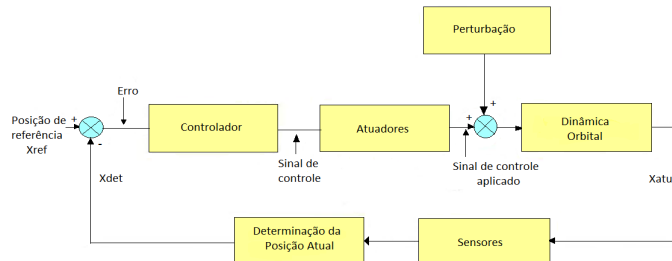 Perturbação
Erro
+
Posição de
referência
Xref
+
-
Controlador
Sinal de
controle
Atuadores
+
Sinal de controle
aplicado
Dinâmica
Orbital
Xatu
Xdet
Determinação da
Posição Atual
Sensores